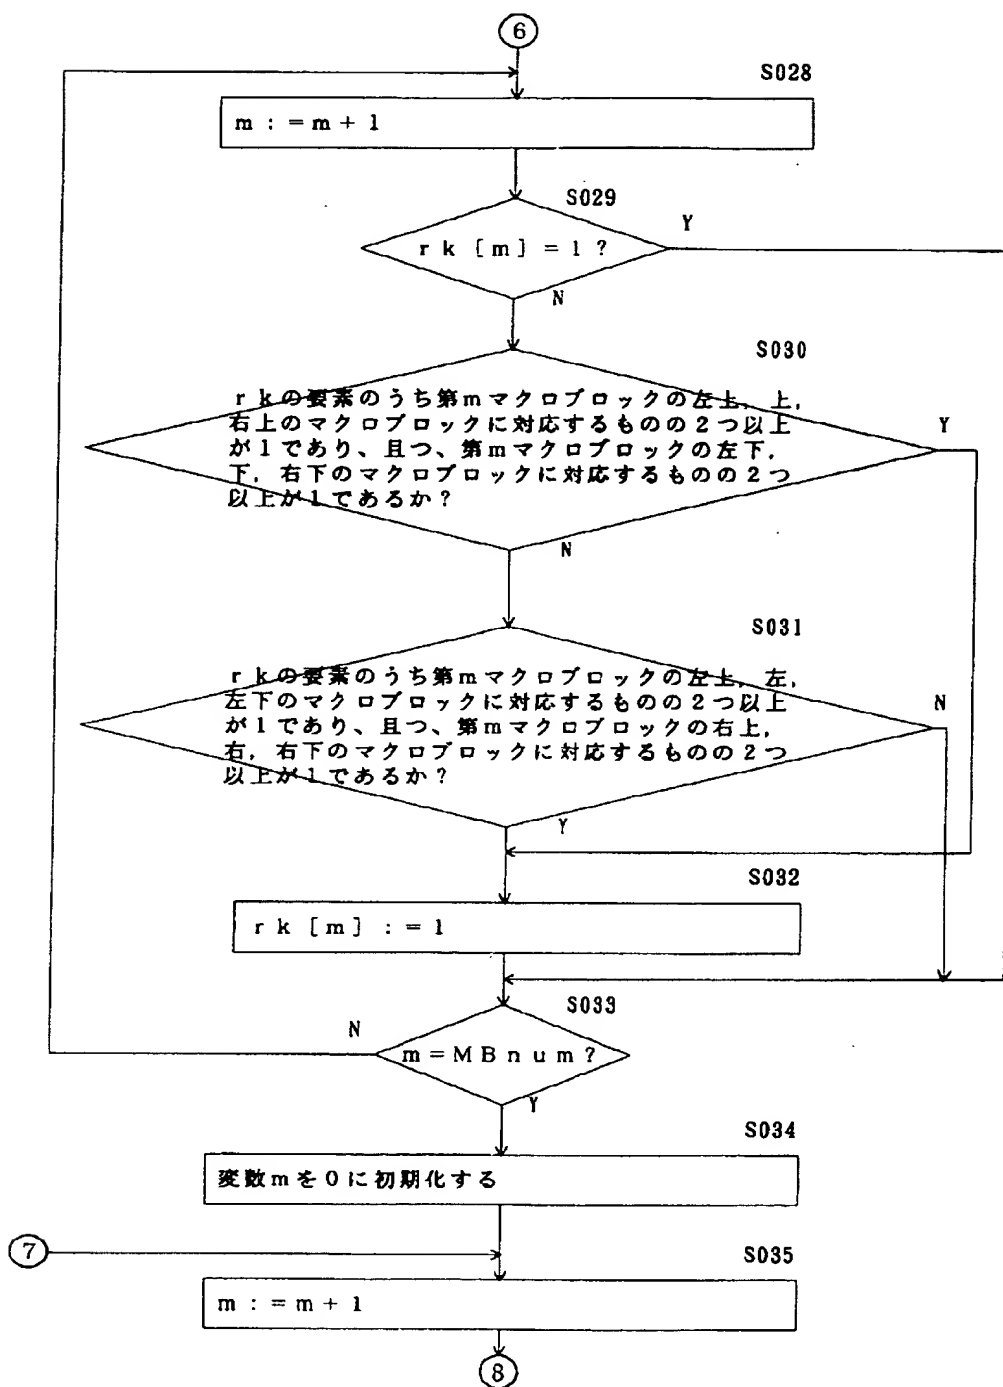 6
S028
m:=m+1
S029
rk[m]=1?
Y
N
S030
rkの要素のうち第mマクロブロックの左上,上,
右上のマクロブロックに対応するものの2つ以上
が1であり、且つ、第mマクロブロックの左下,
下,右下のマクロブロックに対応するものの2つ
以上が1であるか?
Y
N
S031
rkの要素のうち第mマクロブロックの左上,左,
左下のマクロブロックに対応するものの2つ以上
が1であり、且つ、第mマクロブロックの右上,
右,右下のマクロブロックに対応するものの2つ
以上が1であるか?
N
Y
S032
rk[m]:=1
S033
N
m=MBnum?
Y
S034
変数mを0に初期化する
7
S035
m:=m+1
8